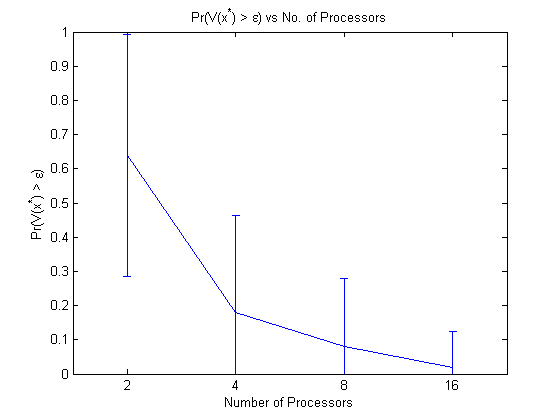 Pr(V(x*) > ε) vs No. of Processors
1
0.9
0.8
0.7
0.6
0.5
0.4
0.3
0.2
0.1
0
Pr(V(x*) > ε)
2 4 8 16
Number of Processors